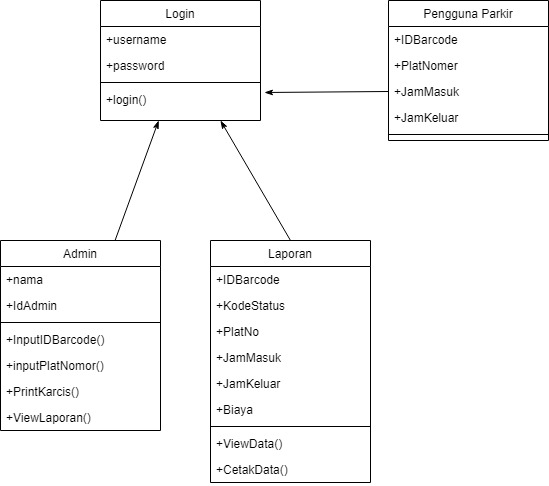 Login
+username
+password
+login()
Pengguna Parkir
+IDBarcode
+PlatNomer
+JamMasuk
+JamKeluar
Admin
+nama
+IdAdmin
+InputIDBarcode()
+inputPlatNomor()
+PrintKarcis()
+ViewLaporan()
Laporan
+IDBarcode
+KodeStatus
+PlatNo
+JamMasuk
+JamKeluar
+Biaya
+ViewData()
+CetakData()